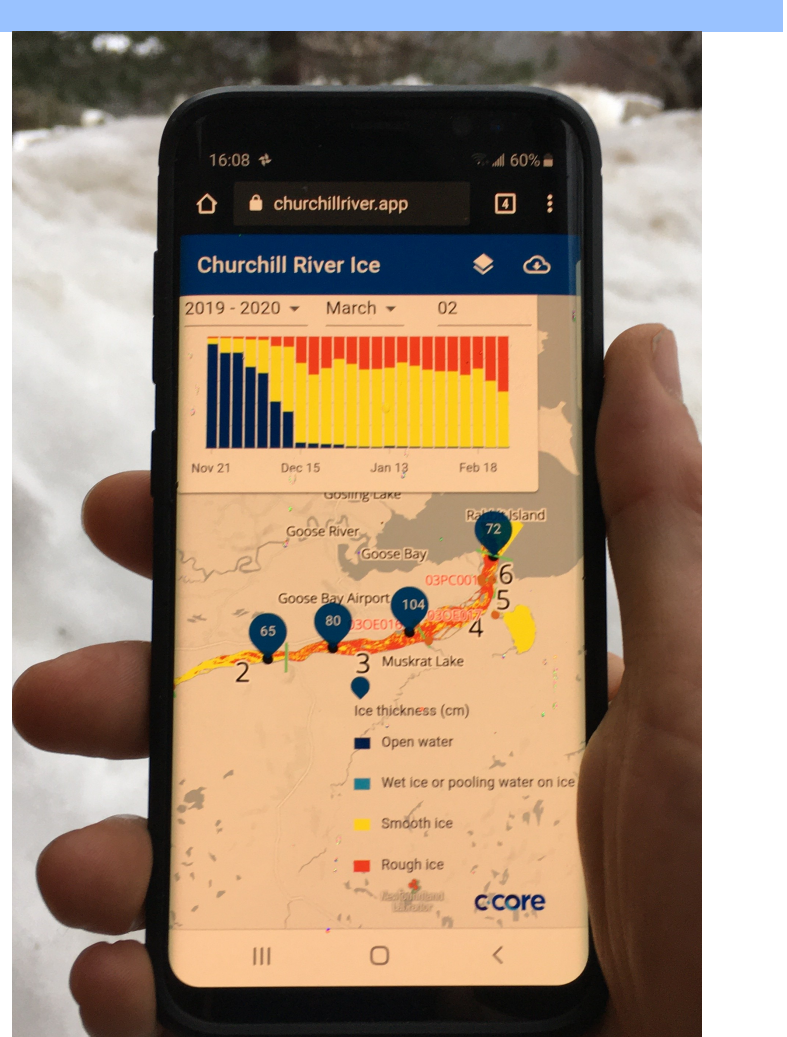 16:08 60%
churchillriver.app 4
Churchill River Ice
2019 - 2020 March 02
Nov 21 Dec 15 Jan 13 Feb 18
Gosling Lake
Island
72
Goose River
Goose Bay
03PC001 6
Goose Bay Airport 104 5
65 80 03OE016 4
2 3 Muskrat Lake
Ice thickness (cm)
Open water
Wet ice or pooling water on ice
Smooth ice
Rough ice
c·core